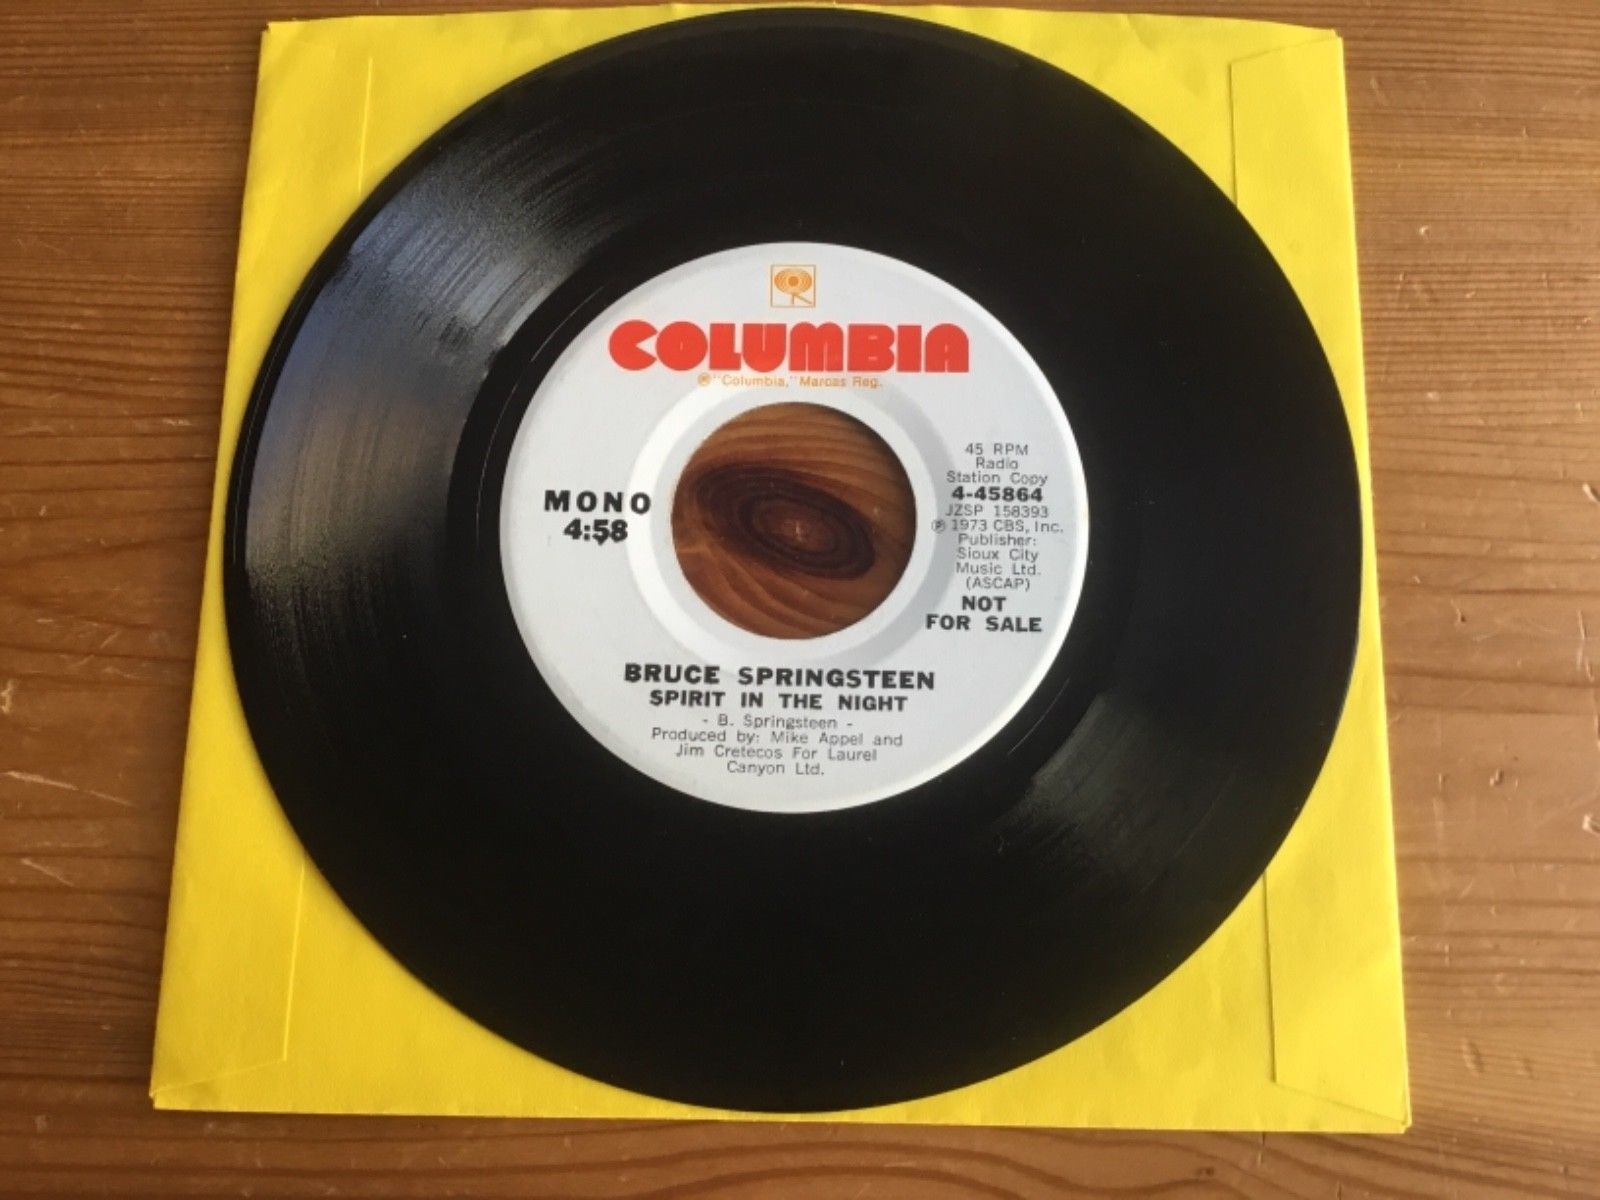 COLUMBIA
® "Columbia," Marcas Reg.
MONO
4:58
45 RPM
Radio
Station Copy
4-45864
JZSP 158393
℗ 1973 CBS, Inc.
Publisher:
Sioux City
Music Ltd.
(ASCAP)
NOT
FOR SALE
BRUCE SPRINGSTEEN
SPIRIT IN THE NIGHT
- B. Springsteen -
Produced by: Mike Appel and
Jim Cretecos For Laurel
Canyon Ltd.